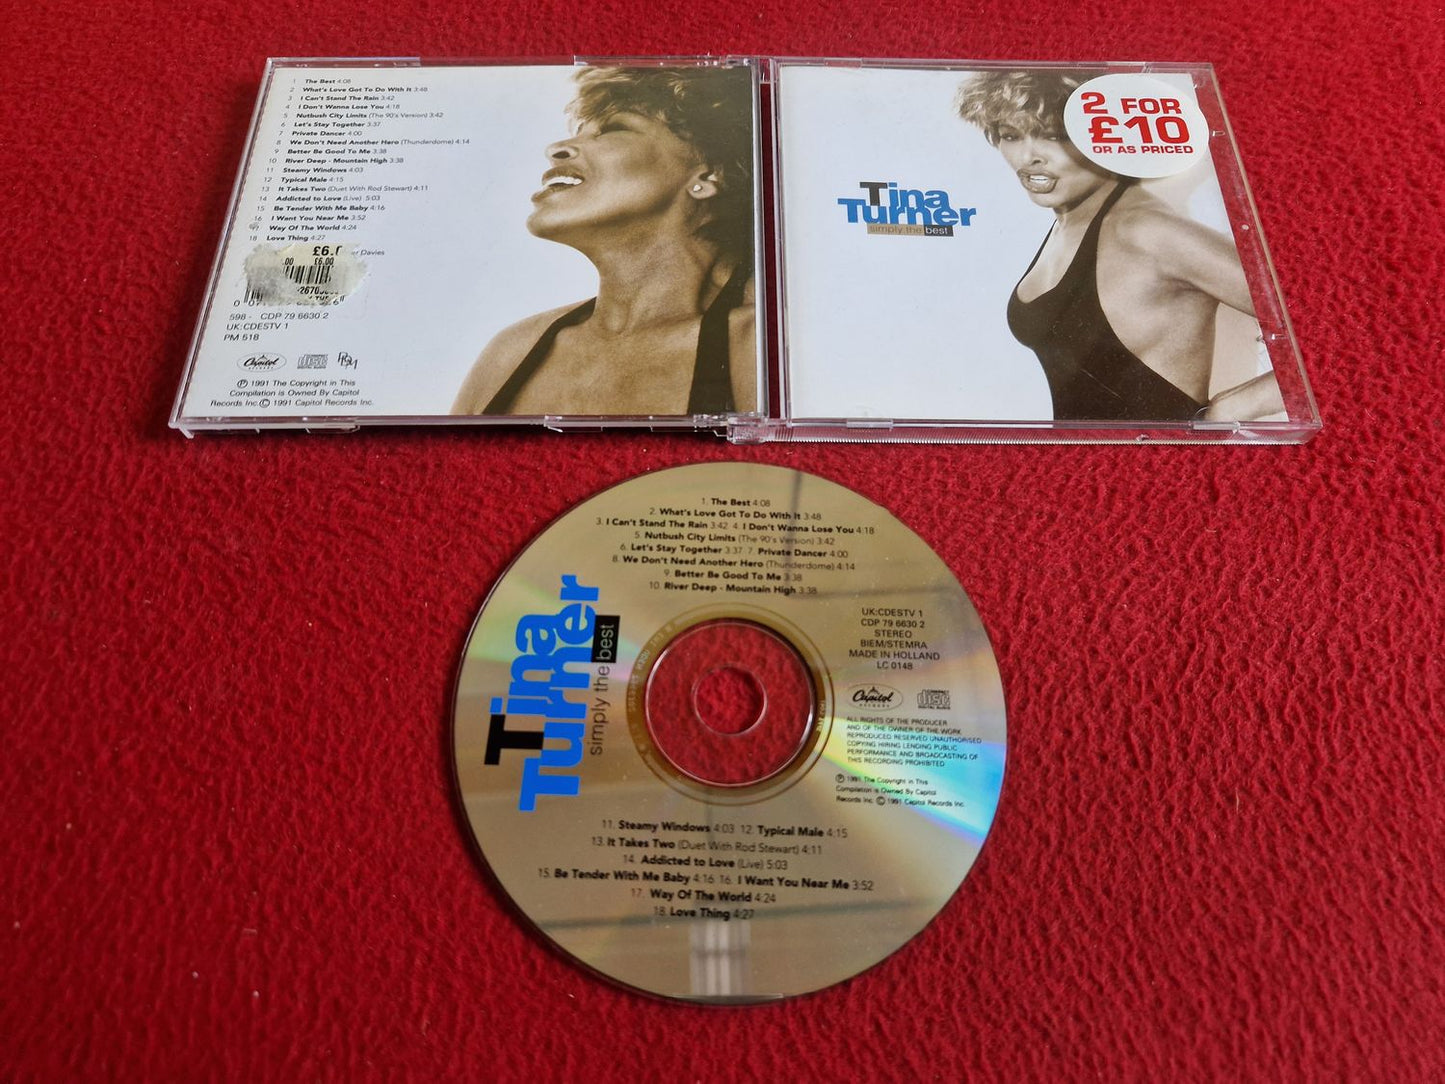 1 The Best 4:08
2 What's Love Got To Do With It 3:48
3 I Can't Stand The Rain 3:42
4 I Don't Wanna Lose You 4:18
5 Nutbush City Limits (The 90's Version) 3:42
6 Let's Stay Together 3:37
7 Private Dancer 4:00
8 We Don't Need Another Hero (Thunderdome) 4:14
9 Better Be Good To Me 3:38
10 River Deep - Mountain High 3:38
11 Steamy Windows 4:03
12 Typical Male 4:15
13 It Takes Two (Duet With Rod Stewart) 4:11
14 Addicted to Love (Live) 5:03
15 Be Tender With Me Baby 4:16
16 I Want You Near Me 3:52
17 Way Of The World 4:24
18 Love Thing 4:27
Davies
£6.00
598 - CDP 79 6630 2
UK:CDESTV 1
PM 518
Capitol
RECORDS
COMPACT
disc
DIGITAL AUDIO
℗ 1991 The Copyright in This
Compilation is Owned By Capitol
Records Inc.© 1991 Capitol Records Inc.
2 FOR
£10
OR AS PRICED
Tina
Turner
simply the best
1. The Best 4:08
2. What's Love Got To Do With It 3:48
3. I Can't Stand The Rain 3:42 4. I Don't Wanna Lose You 4:18
5. Nutbush City Limits (The 90's Version) 3:42
6. Let's Stay Together 3:37 7. Private Dancer 4:00
8. We Don't Need Another Hero (Thunderdome) 4:14
9. Better Be Good To Me 3:38
10. River Deep - Mountain High 3:38
Tina
Turner
simply the best
UK:CDESTV 1
CDP 79 6630 2
STEREO
BIEM/STEMRA
MADE IN HOLLAND
LC 0148
Capitol
RECORDS
COMPACT
disc
DIGITAL AUDIO
ALL RIGHTS OF THE PRODUCER
AND OF THE OWNER OF THE WORK
REPRODUCED RESERVED UNAUTHORISED
COPYING HIRING LENDING PUBLIC
PERFORMANCE AND BROADCASTING OF
THIS RECORDING PROHIBITED
℗ 1991 The Copyright in This
Compilation is Owned By Capitol
Records Inc. © 1991 Capitol Records Inc.
11. Steamy Windows 4:03 12. Typical Male 4:15
13. It Takes Two (Duet With Rod Stewart) 4:11
14. Addicted to Love (Live) 5:03
15. Be Tender With Me Baby 4:16 16. I Want You Near Me 3:52
17. Way Of The World 4:24
18. Love Thing 4:27